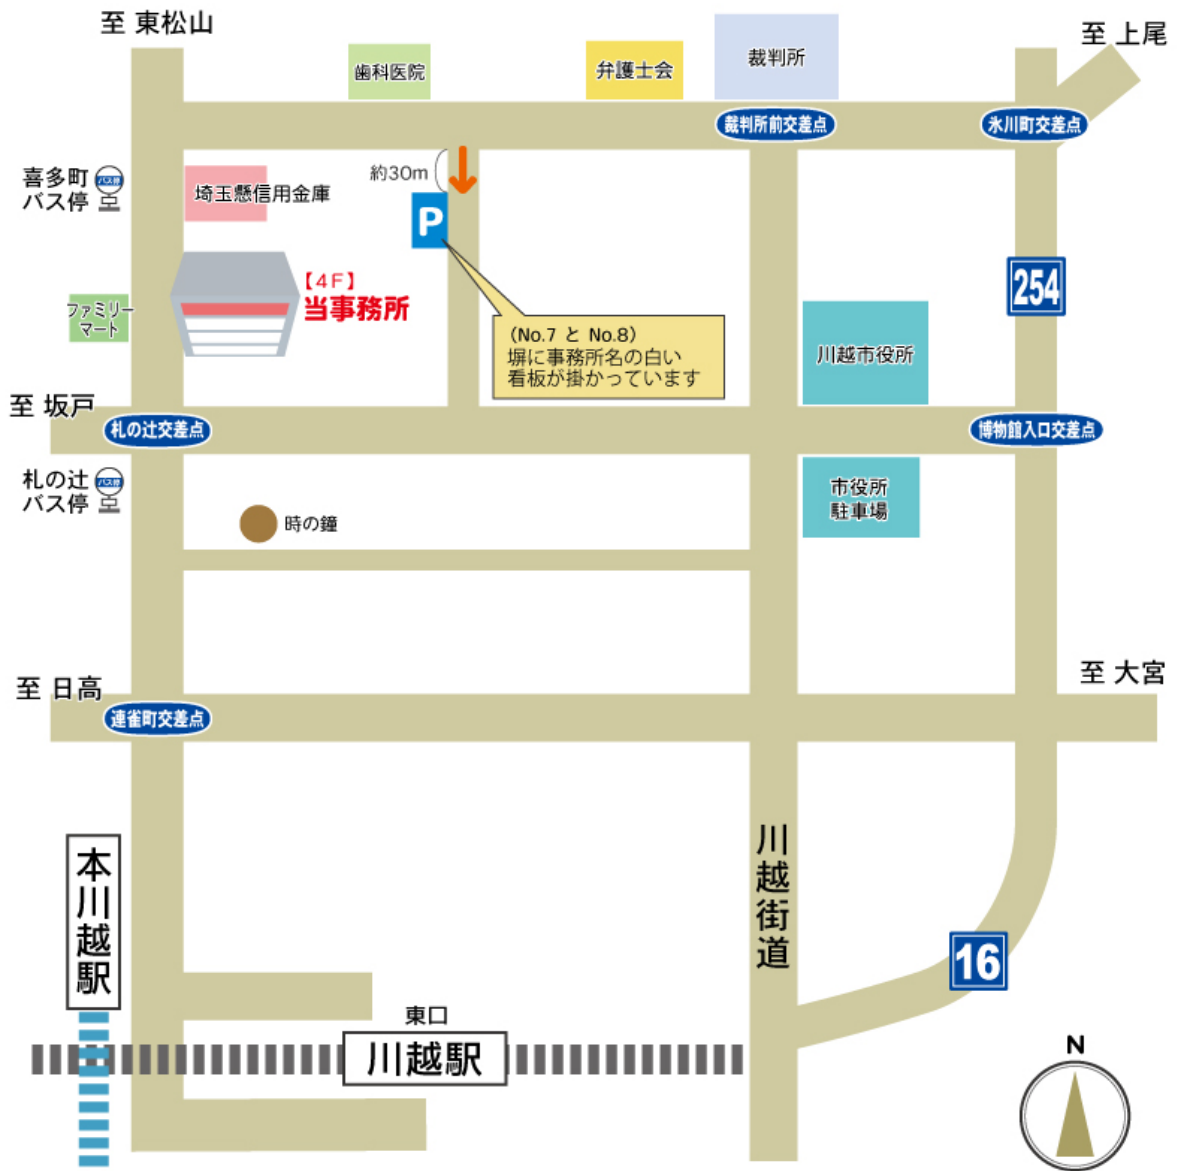 至 東松山
至 上尾
歯科医院
弁護士会
裁判所
裁判所前交差点
氷川町交差点
喜多町
バス停
バス停
埼玉懸信用金庫
約30m
P
【4F】
当事務所
ファミリー
マート
(No.7 と No.8)
塀に事務所名の白い
看板が掛かっています
254
川越市役所
至 坂戸
札の辻交差点
博物館入口交差点
札の辻
バス停
バス停
時の鐘
市役所
駐車場
至 日高
至 大宮
連雀町交差点
本川越駅
川越街道
16
東口
川越駅
N